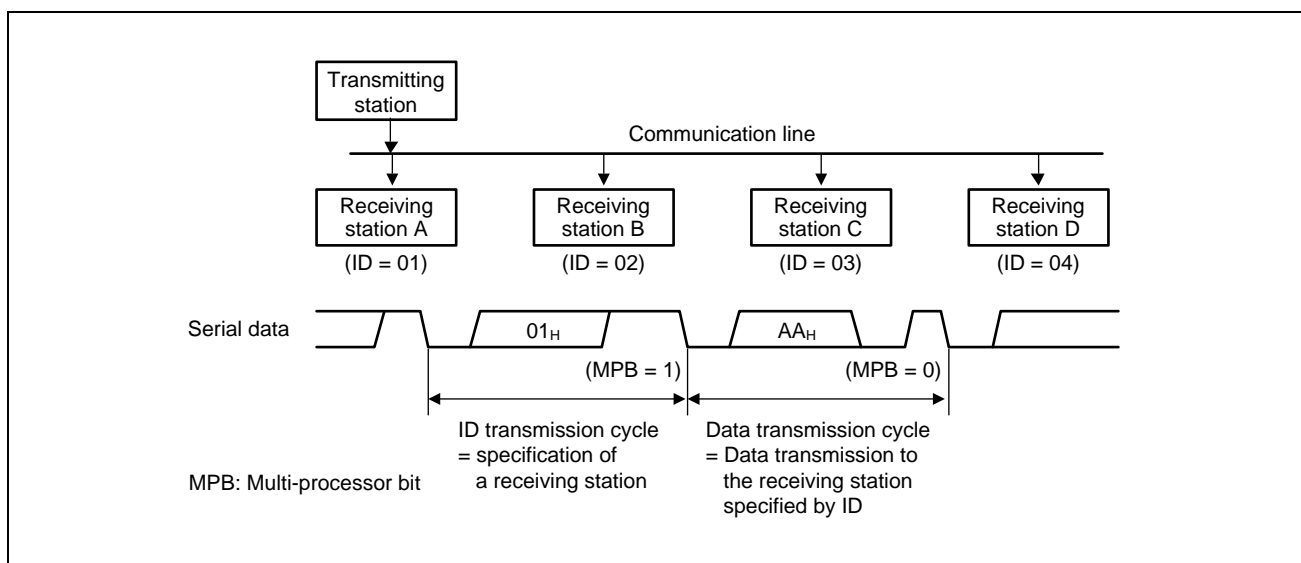 Transmitting
station
Communication line
Receiving
station A
Receiving
station B
Receiving
station C
Receiving
station D
(ID = 01)
(ID = 02)
(ID = 03)
(ID = 04)
Serial data
01H
AAH
(MPB = 1)
(MPB = 0)
ID transmission cycle
= specification of
a receiving station
Data transmission cycle
= Data transmission to
the receiving station
specified by ID
MPB: Multi-processor bit